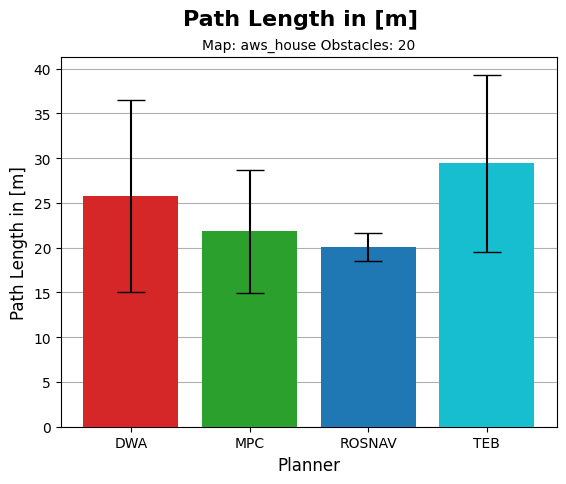 Path Length in [m]
Map: aws_house Obstacles: 20
Path Length in [m]
40
35
30
25
20
15
10
5
0
DWA MPC ROSNAV TEB
Planner